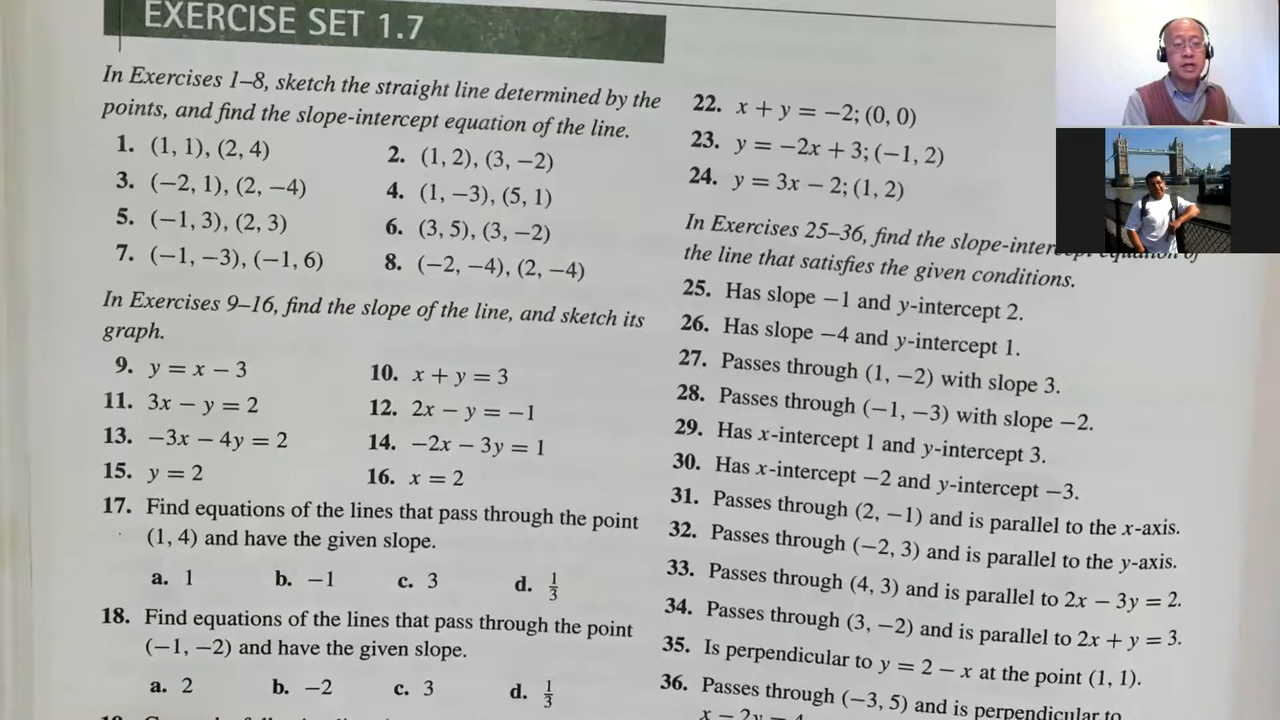 EXERCISE SET 1.7
In Exercises 1–8, sketch the straight line determined by the
points, and find the slope-intercept equation of the line.
1. (1, 1), (2, 4)
2. (1, 2), (3, −2)
3. (−2, 1), (2, −4)
4. (1, −3), (5, 1)
5. (−1, 3), (2, 3)
6. (3, 5), (3, −2)
7. (−1, −3), (−1, 6)
8. (−2, −4), (2, −4)
In Exercises 9–16, find the slope of the line, and sketch its
graph.
9. y = x − 3
10. x + y = 3
11. 3x − y = 2
12. 2x − y = −1
13. −3x − 4y = 2
14. −2x − 3y = 1
15. y = 2
16. x = 2
17. Find equations of the lines that pass through the point
(1, 4) and have the given slope.
a. 1 b. −1 c. 3 d. 1/3
18. Find equations of the lines that pass through the point
(−1, −2) and have the given slope.
a. 2 b. −2 c. 3 d. 1/3
22. x + y = −2; (0, 0)
23. y = −2x + 3; (−1, 2)
24. y = 3x − 2; (1, 2)
In Exercises 25–36, find the slope-intercept equation of
the line that satisfies the given conditions.
25. Has slope −1 and y-intercept 2.
26. Has slope −4 and y-intercept 1.
27. Passes through (1, −2) with slope 3.
28. Passes through (−1, −3) with slope −2.
29. Has x-intercept 1 and y-intercept 3.
30. Has x-intercept −2 and y-intercept −3.
31. Passes through (2, −1) and is parallel to the x-axis.
32. Passes through (−2, 3) and is parallel to the y-axis.
33. Passes through (4, 3) and is parallel to 2x − 3y = 2.
34. Passes through (3, −2) and is parallel to 2x + y = 3.
35. Is perpendicular to y = 2 − x at the point (1, 1).
36. Passes through (−3, 5) and is perpendicular to